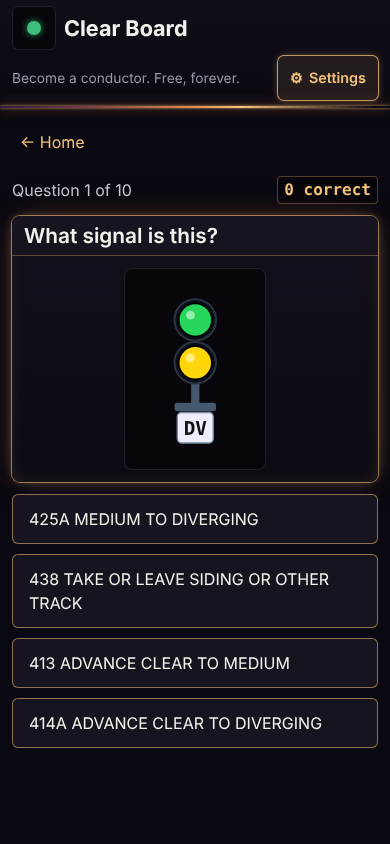 Clear Board
Become a conductor. Free, forever.
⚙ Settings
← Home
Question 1 of 10
0 correct
What signal is this?
DV
425A MEDIUM TO DIVERGING
438 TAKE OR LEAVE SIDING OR OTHER
TRACK
413 ADVANCE CLEAR TO MEDIUM
414A ADVANCE CLEAR TO DIVERGING